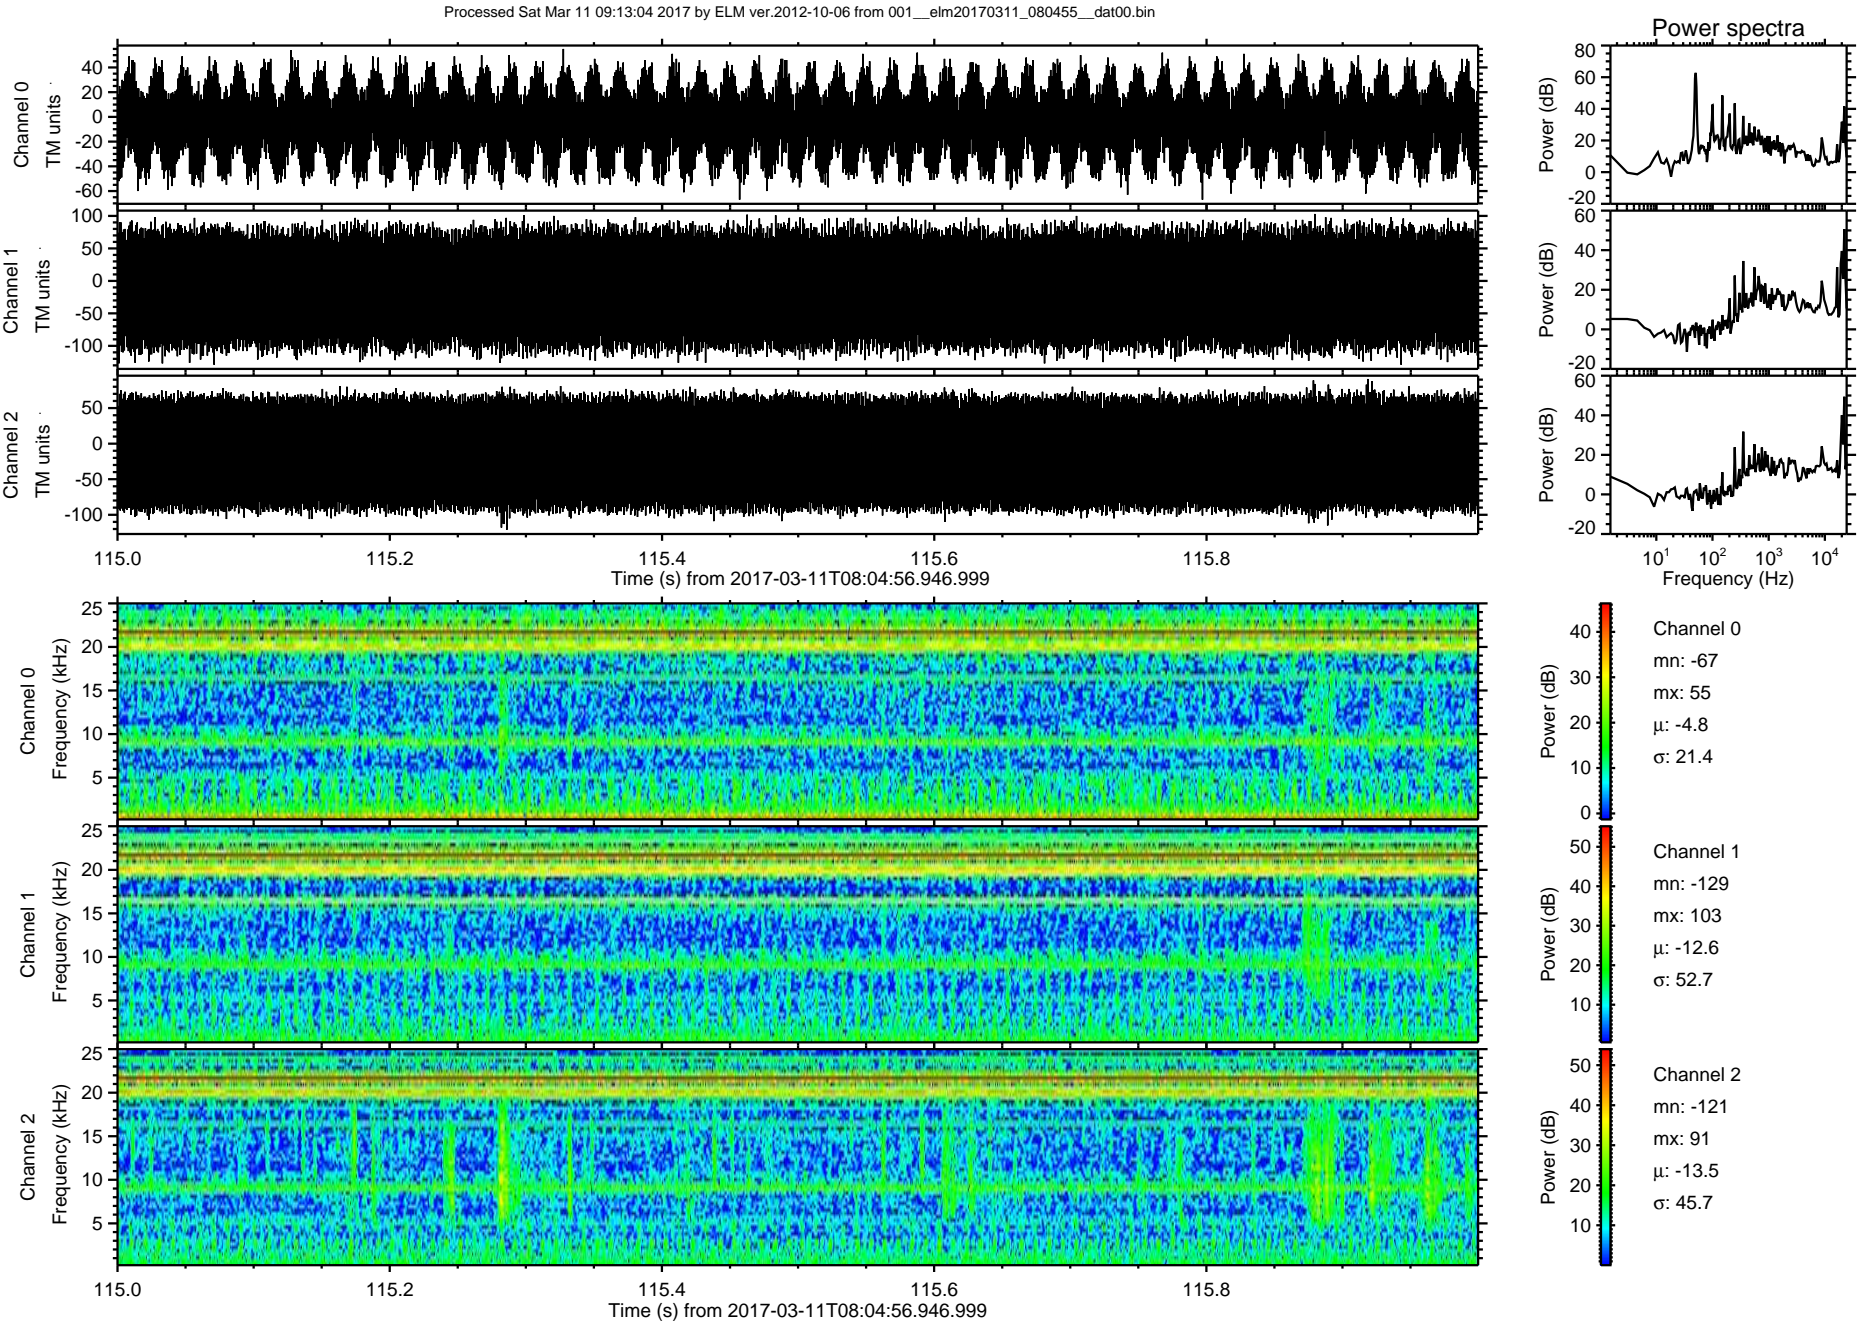 Processed Sat Mar 11 09:13:04 2017 by ELM ver.2012-10-06 from 001__elm20170311_080455__dat00.bin
Power spectra
Channel 0
TM units
40
20
0
-20
-40
-60
Power (dB)
80
60
40
20
0
-20
Channel 1
TM units
100
50
0
-50
-100
Power (dB)
60
40
20
0
-20
Channel 2
TM units
50
0
-50
-100
Power (dB)
60
40
20
0
-20
115.0 115.2 115.4 115.6 115.8
Time (s) from 2017-03-11T08:04:56.946.999
10^1 10^2 10^3 10^4
Frequency (Hz)
Channel 0
Frequency (kHz)
25
20
15
10
5
Power (dB)
40
30
20
10
0
Channel 0
mn: -67
mx: 55
μ: -4.8
σ: 21.4
Channel 1
Frequency (kHz)
25
20
15
10
5
Power (dB)
50
40
30
20
10
Channel 1
mn: -129
mx: 103
μ: -12.6
σ: 52.7
Channel 2
Frequency (kHz)
25
20
15
10
5
Power (dB)
50
40
30
20
10
Channel 2
mn: -121
mx: 91
μ: -13.5
σ: 45.7
115.0 115.2 115.4 115.6 115.8
Time (s) from 2017-03-11T08:04:56.946.999